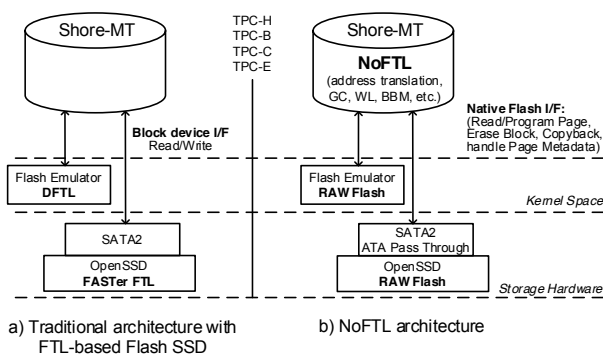 Shore-MT
TPC-H
TPC-B
TPC-C
TPC-E
Shore-MT
NoFTL
(address translation,
GC, WL, BBM, etc.)
Block device I/F
Read/Write
Native Flash I/F:
(Read/Program Page,
Erase Block, Copyback,
handle Page Metadata)
Flash Emulator
DFTL
Flash Emulator
RAW Flash
Kernel Space
SATA2
OpenSSD
FASTer FTL
SATA2
ATA Pass Through
OpenSSD
RAW Flash
Storage Hardware
a) Traditional architecture with
FTL-based Flash SSD
b) NoFTL architecture